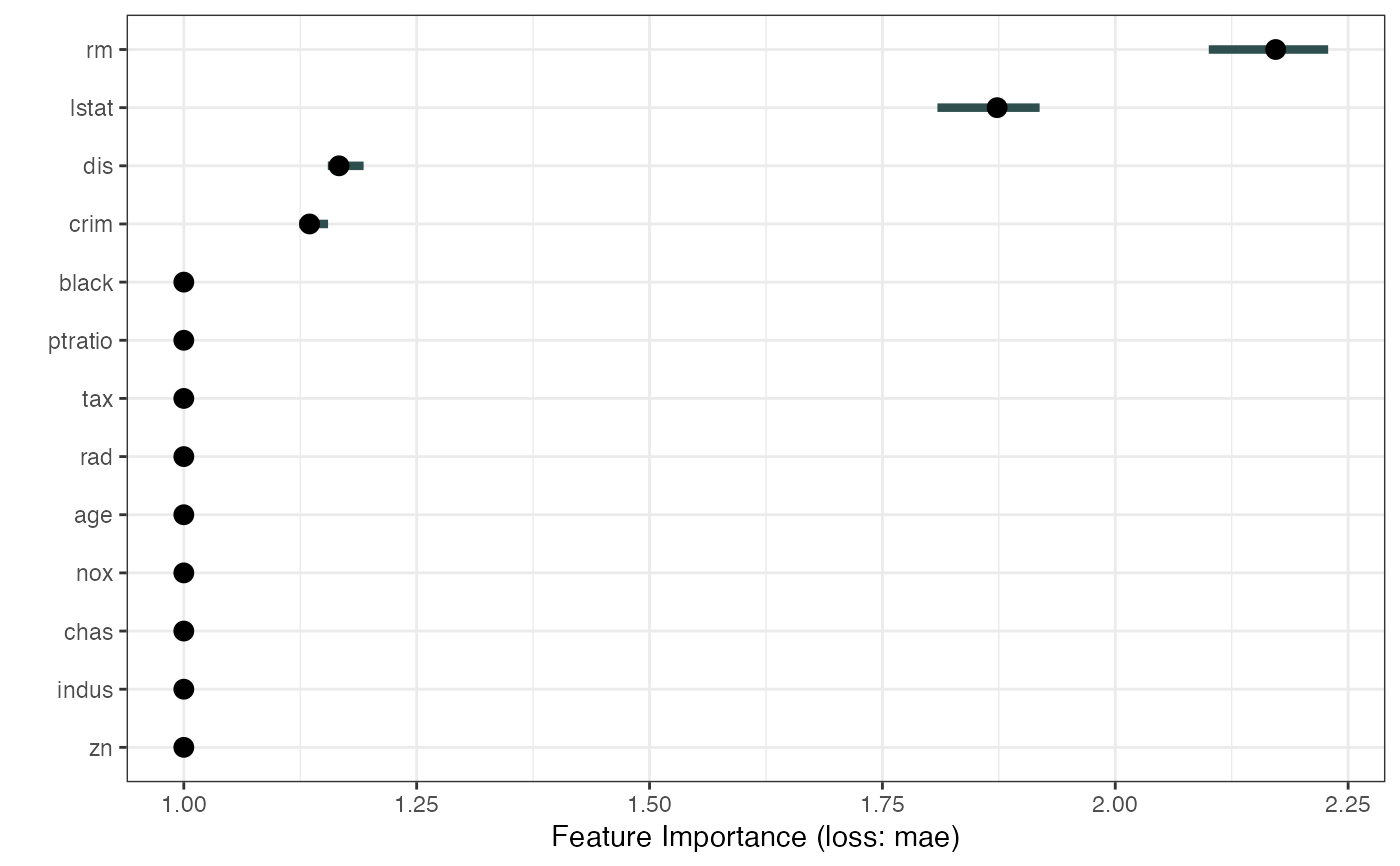 rm
lstat
dis
crim
black
ptratio
tax
rad
age
nox
chas
indus
zn
1.00 1.25 1.50 1.75 2.00 2.25
Feature Importance (loss: mae)